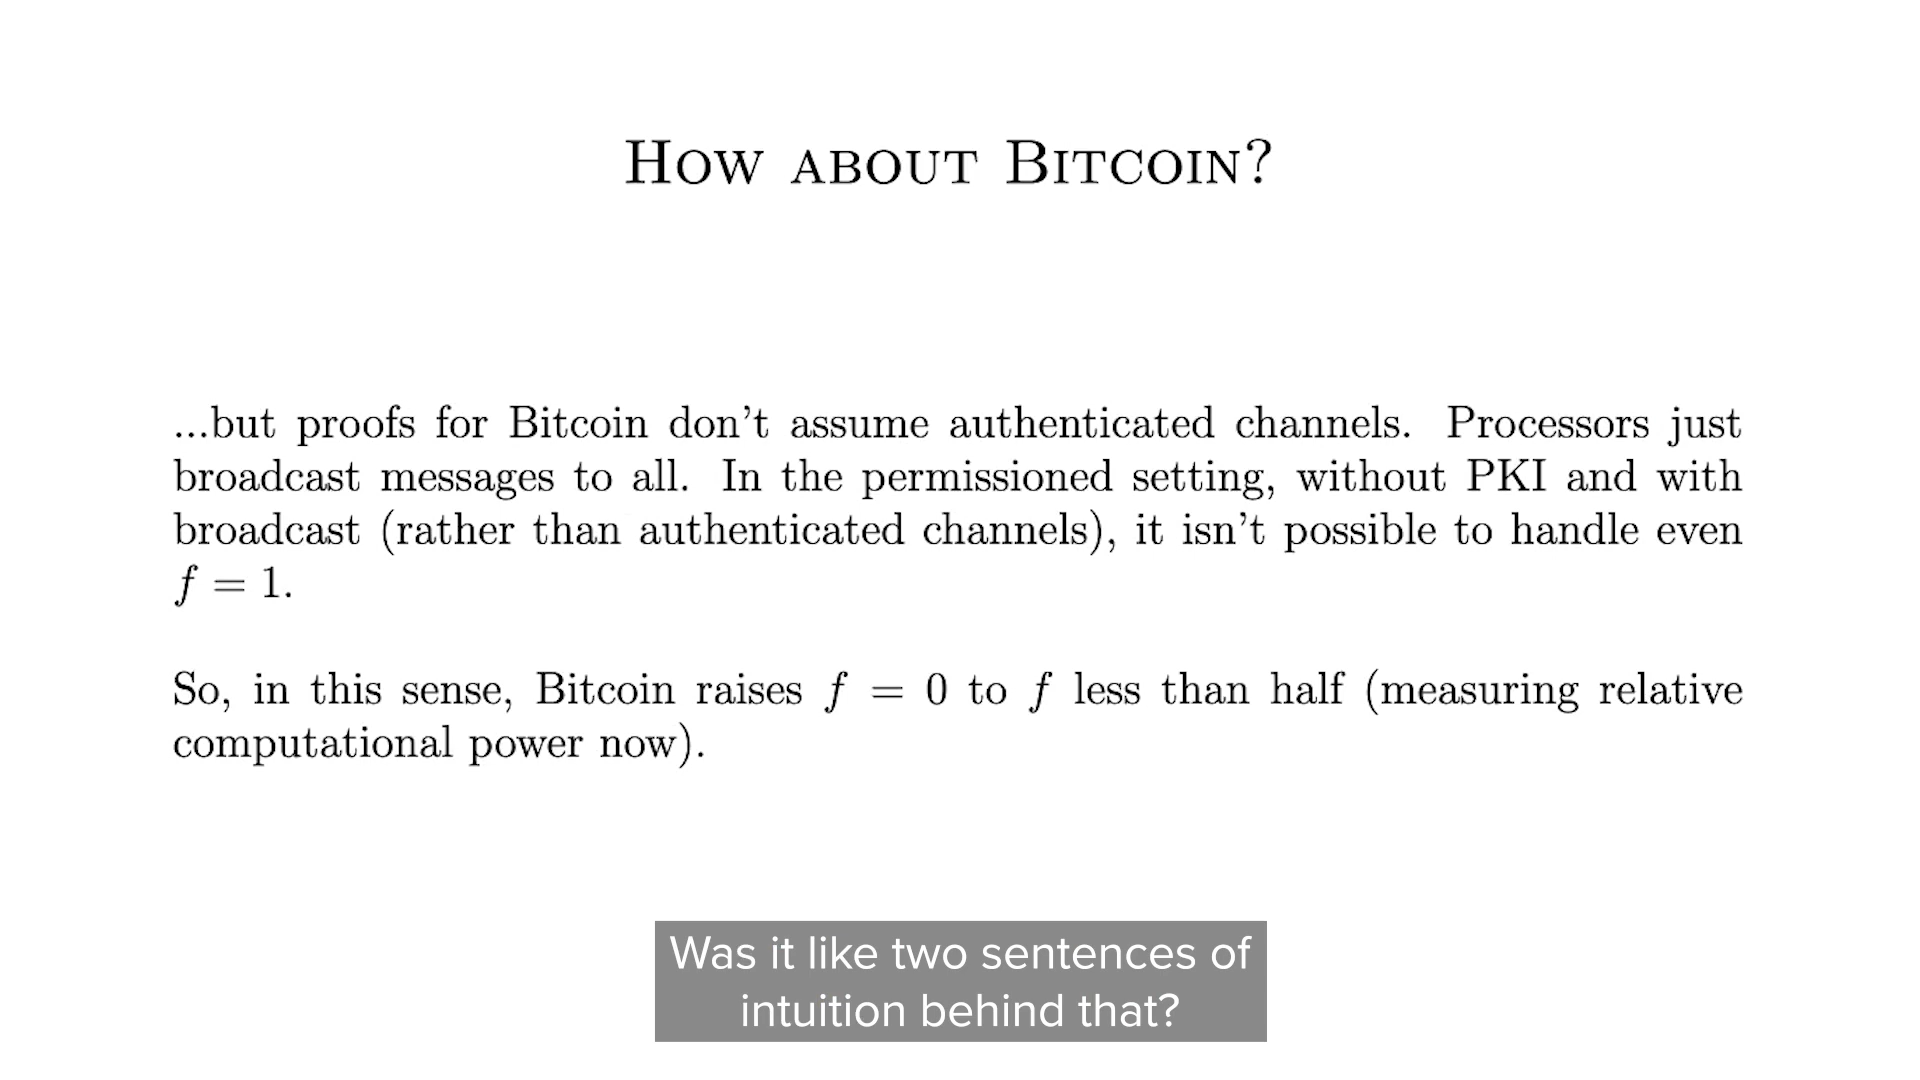 How about Bitcoin?
...but proofs for Bitcoin don't assume authenticated channels. Processors just
broadcast messages to all. In the permissioned setting, without PKI and with
broadcast (rather than authenticated channels), it isn't possible to handle even
f = 1.
So, in this sense, Bitcoin raises f = 0 to f less than half (measuring relative
computational power now).
Was it like two sentences of
intuition behind that?